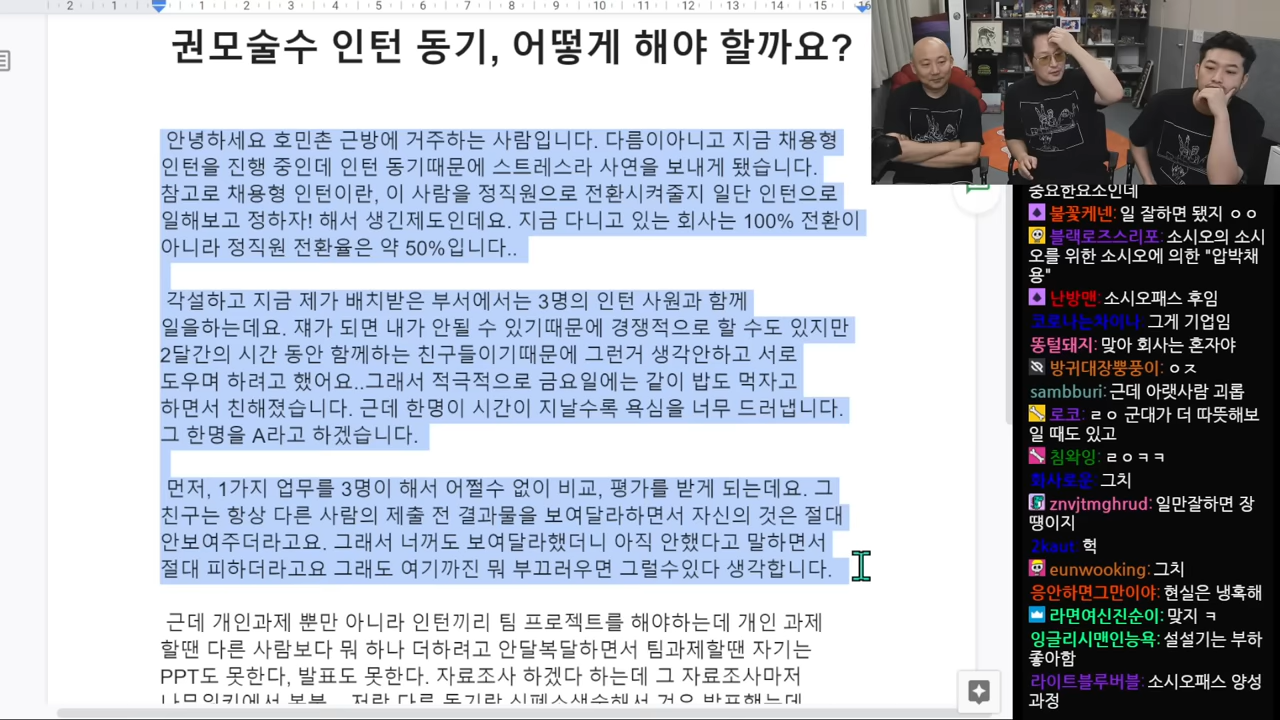 2 1 1 2 3 4 5 6 7 8 9 10 11 12 13 14 15 16
권모술수 인턴 동기, 어떻게 해야 할까요?
안녕하세요 호민촌 근방에 거주하는 사람입니다. 다름이아니고 지금 채용형
인턴을 진행 중인데 인턴 동기때문에 스트레스라 사연을 보내게 됐습니다.
참고로 채용형 인턴이란, 이 사람을 정직원으로 전환시켜줄지 일단 인턴으로
일해보고 정하자! 해서 생긴제도인데요. 지금 다니고 있는 회사는 100% 전환이
아니라 정직원 전환율은 약 50%입니다..
각설하고 지금 제가 배치받은 부서에서는 3명의 인턴 사원과 함께
일을하는데요. 쟤가 되면 내가 안될 수 있기때문에 경쟁적으로 할 수도 있지만
2달간의 시간 동안 함께하는 친구들이기때문에 그런거 생각안하고 서로
도우며 하려고 했어요..그래서 적극적으로 금요일에는 같이 밥도 먹자고
하면서 친해졌습니다. 근데 한명이 시간이 지날수록 욕심을 너무 드러냅니다.
그 한명을 A라고 하겠습니다.
먼저, 1가지 업무를 3명이 해서 어쩔수 없이 비교, 평가를 받게 되는데요. 그
친구는 항상 다른 사람의 제출 전 결과물을 보여달라하면서 자신의 것은 절대
안보여주더라고요. 그래서 너꺼도 보여달라했더니 아직 안했다고 말하면서
절대 피하더라고요 그래도 여기까진 뭐 부끄러우면 그럴수있다 생각합니다.
근데 개인과제 뿐만 아니라 인턴끼리 팀 프로젝트를 해야하는데 개인 과제
할땐 다른 사람보다 뭐 하나 더하려고 안달복달하면서 팀과제할땐 자기는
PPT도 못한다, 발표도 못한다. 자료조사 하겠다 하는데 그 자료조사마저
중요한요소인데
불꽃케넨: 일 잘하면 됐지 ㅇㅇ
블랙로즈스리포: 소시오의 소시
오를 위한 소시오에 의한 "압박채
용"
난방맨: 소시오패스 후임
코로나는차이나: 그게 기업임
똥털돼지: 맞아 회사는 혼자야
방귀대장뿡풍이: ㅇㅈ
sambburi: 근데 아랫사람 괴롭
로코: ㄹㅇ 군대가 더 따뜻해보
일 때도 있고
침왁잉: ㄹㅇㅋㅋ
화사로운: 그치
znvjtmghrud: 일만잘하면 장
땡이지
2kaut: 헉
eunwooking: 그치
응안하면그만이야: 현실은 냉혹해
라면여신진순이: 맞지 ㅋ
잉글리시맨인능욕: 설설기는 부하
좋아함
라이트블루버블: 소시오패스 양성
과정